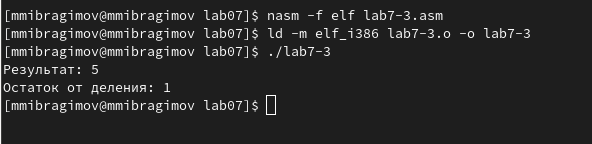 [mmibragimov@mmibragimov lab07]$ nasm -f elf lab7-3.asm
[mmibragimov@mmibragimov lab07]$ ld -m elf_i386 lab7-3.o -o lab7-3
[mmibragimov@mmibragimov lab07]$ ./lab7-3
Результат: 5
Остаток от деления: 1
[mmibragimov@mmibragimov lab07]$